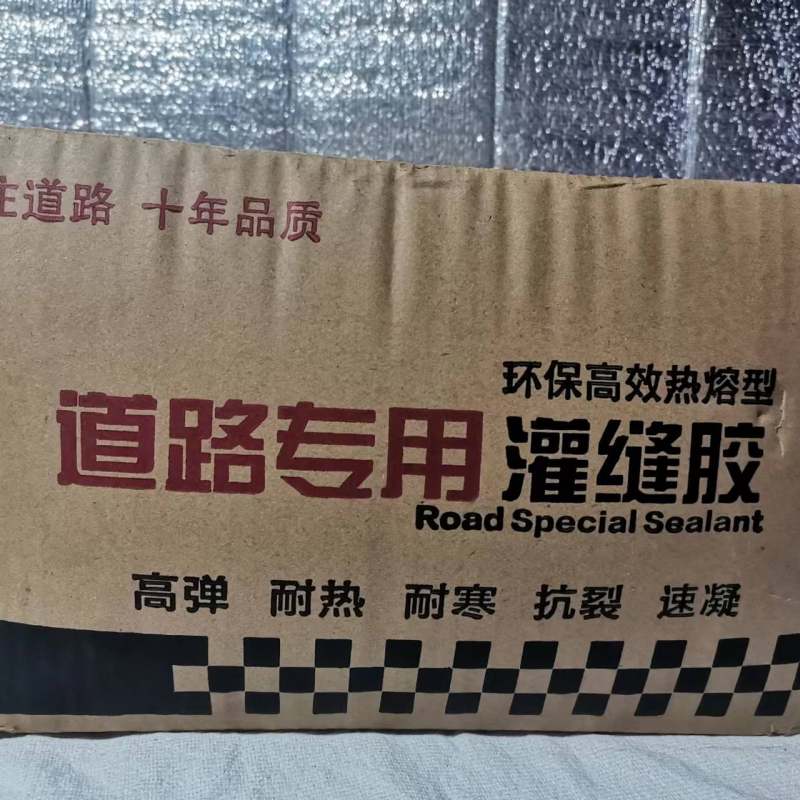 道路 十年品质
环保高效热熔型
道路专用 灌缝胶
Road Special Sealant
高弹 耐热 耐寒 抗裂 速凝